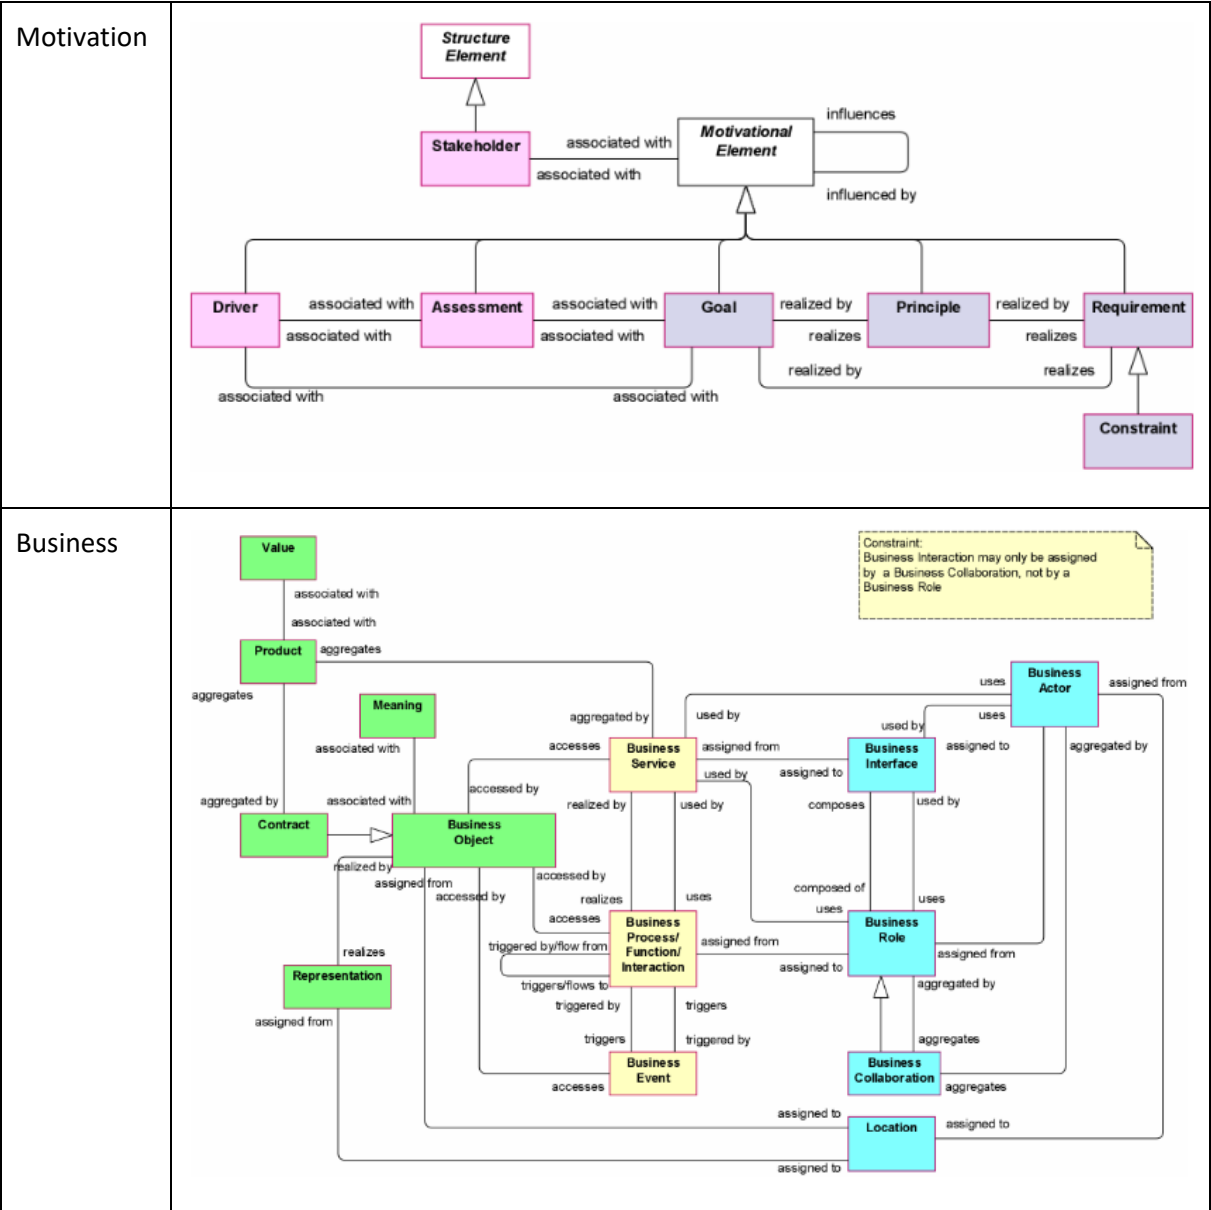 Motivation
Structure
Element
Stakeholder
associated with
associated with
Motivational
Element
influences
influenced by
Driver
associated with
associated with
Assessment
associated with
associated with
Goal
realized by
realizes
Principle
realized by
realizes
Requirement
associated with
associated with
realized by
realizes
Constraint
Business
Value
associated with
associated with
Product
aggregates
aggregates
Meaning
associated with
aggregated by
associated with
Contract
Business
Object
Constraint:
Business Interaction may only be assigned
by a Business Collaboration, not by a
Business Role
uses
Business
Actor
assigned from
used by
aggregated by
uses
used by
accesses
Business
Service
assigned from
assigned to
Business
Interface
assigned to
aggregated by
accessed by
used by
realized by
used by
composes
used by
realized by
assigned from
accessed by
accessed by
realizes
uses
composed of
uses
uses
accesses
Business
Process/
Function/
Interaction
assigned from
assigned to
Business
Role
assigned from
triggered by/flow from
triggers/flows to
realizes
Representation
assigned from
triggered by
triggers
aggregated by
triggers
triggered by
aggregates
Business
Event
accesses
Business
Collaboration
aggregates
assigned to
Location
assigned to
assigned to